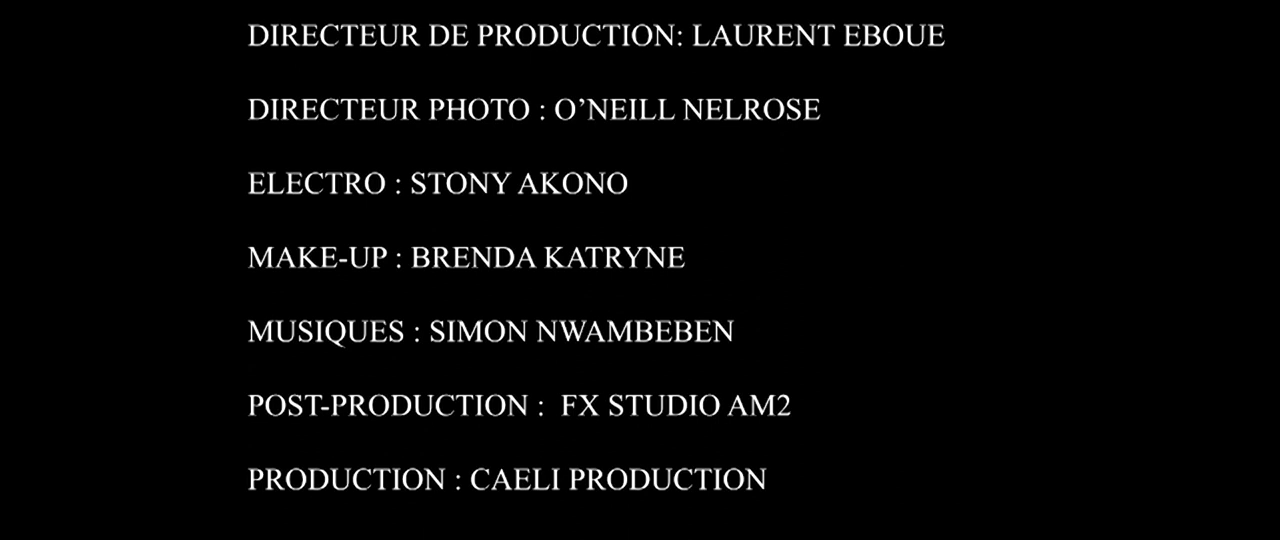 DIRECTEUR DE PRODUCTION: LAURENT EBOUE
DIRECTEUR PHOTO : O’NEILL NELROSE
ELECTRO : STONY AKONO
MAKE-UP : BRENDA KATRYNE
MUSIQUES : SIMON NWAMBEBEN
POST-PRODUCTION :  FX STUDIO AM2
PRODUCTION : CAELI PRODUCTION